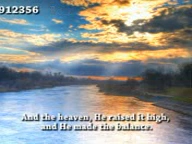 912356
And the heaven, He raised it high,
and He made the balance.